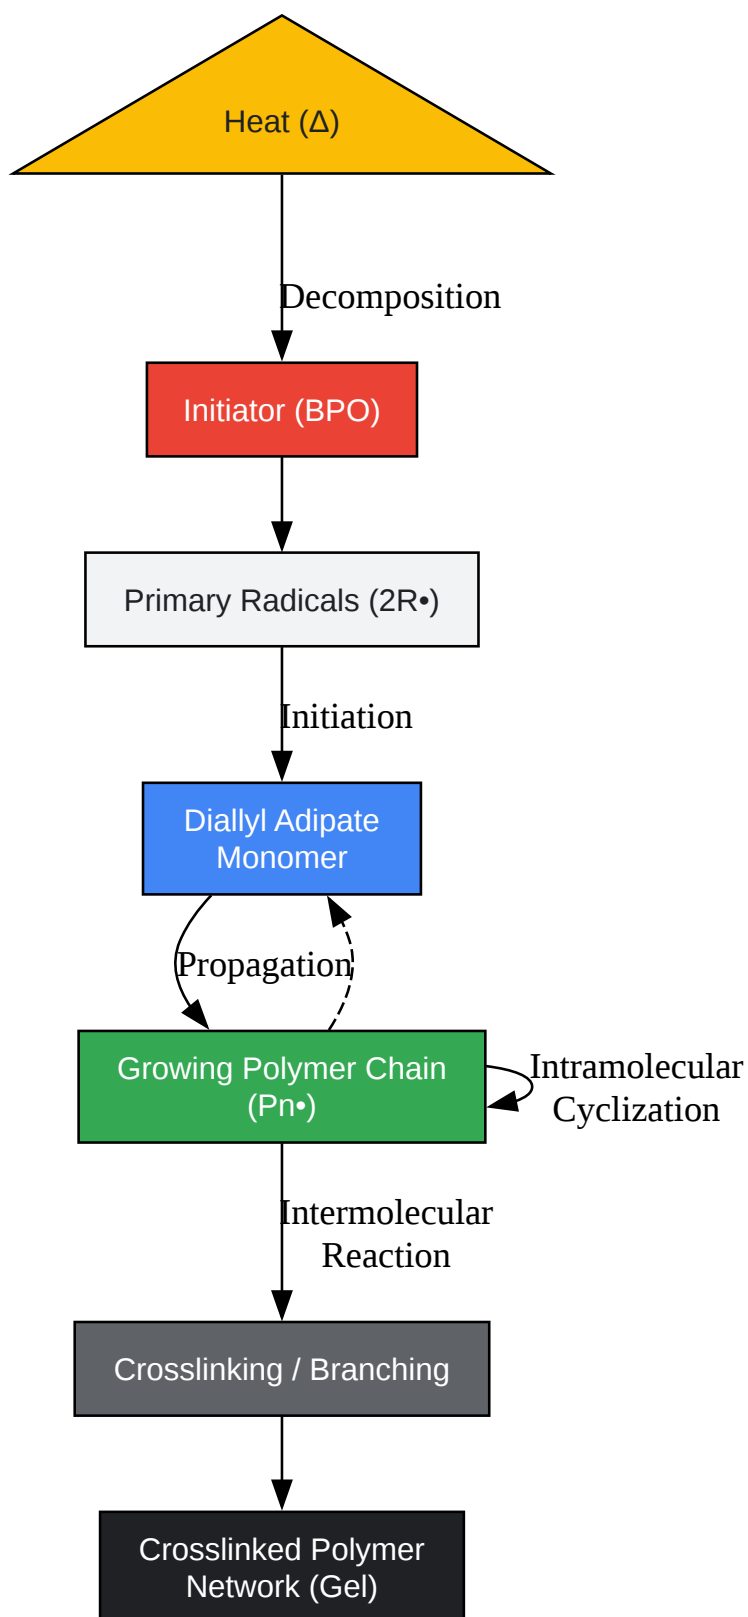 Heat (Δ)
Decomposition
Initiator (BPO)
Primary Radicals (2R•)
Initiation
Diallyl Adipate
Monomer
Propagation
Growing Polymer Chain
(Pn•)
Intramolecular
Cyclization
Intermolecular
Reaction
Crosslinking / Branching
Crosslinked Polymer
Network (Gel)